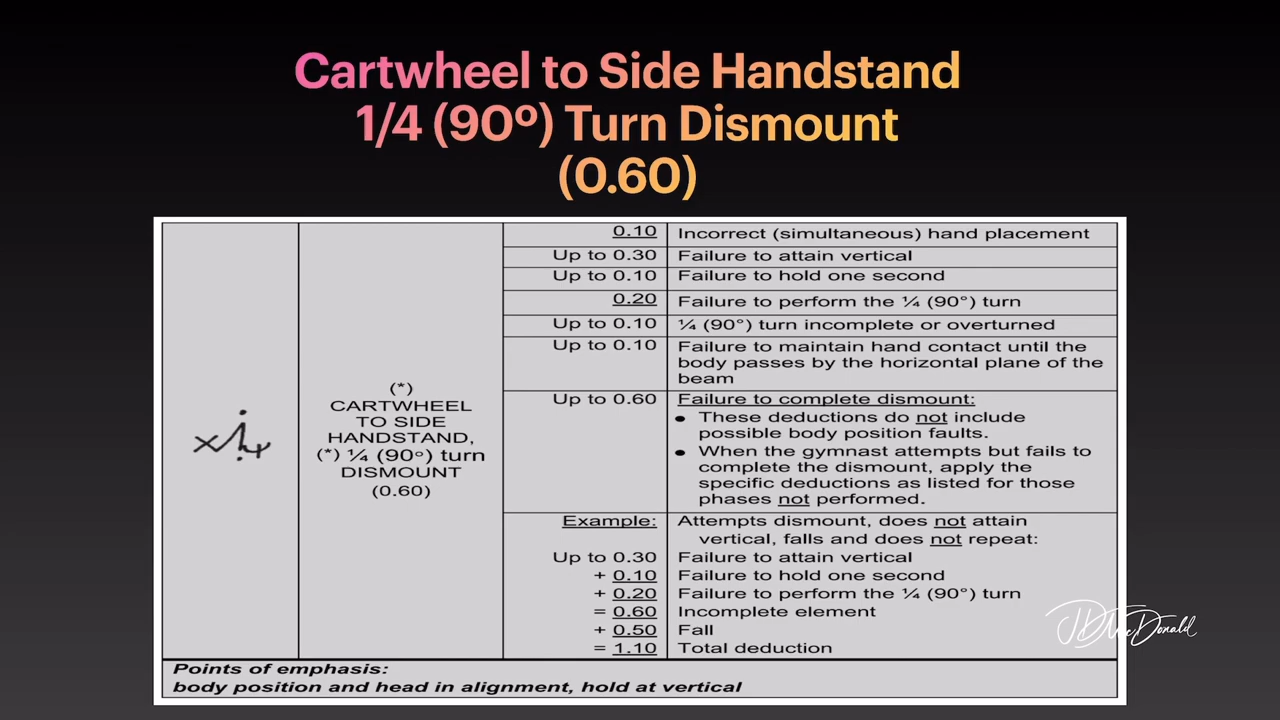 Cartwheel to Side Handstand
1/4 (90º) Turn Dismount
(0.60)
(*)
CARTWHEEL
TO SIDE
HANDSTAND,
(*) ¼ (90○) turn
DISMOUNT
(0.60)
0.10 Incorrect (simultaneous) hand placement
Up to 0.30 Failure to attain vertical
Up to 0.10 Failure to hold one second
0.20 Failure to perform the ¼ (90°) turn
Up to 0.10 ¼ (90°) turn incomplete or overturned
Up to 0.10 Failure to maintain hand contact until the
body passes by the horizontal plane of the
beam
Up to 0.60 Failure to complete dismount:
● These deductions do not include
possible body position faults.
● When the gymnast attempts but fails to
complete the dismount, apply the
specific deductions as listed for those
phases not performed.
Example: Attempts dismount, does not attain
vertical, falls and does not repeat:
Up to 0.30 Failure to attain vertical
+ 0.10 Failure to hold one second
+ 0.20 Failure to perform the ¼ (90°) turn
= 0.60 Incomplete element
+ 0.50 Fall
= 1.10 Total deduction
Points of emphasis:
body position and head in alignment, hold at vertical
JDMacDonald